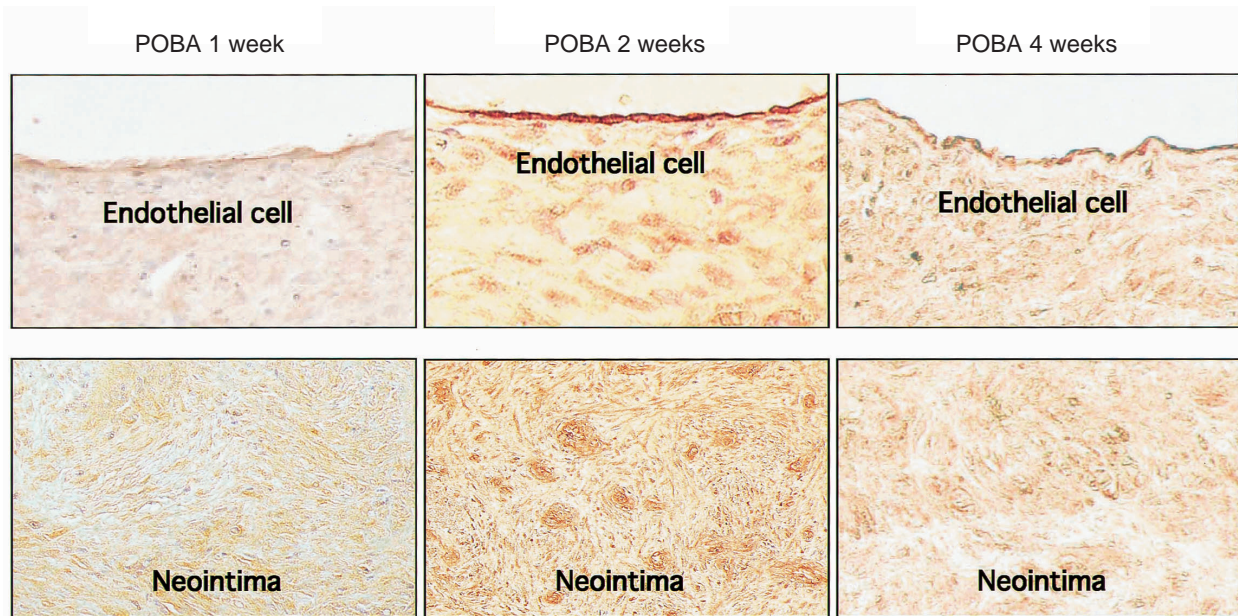 POBA 1 week
POBA 2 weeks
POBA 4 weeks
Endothelial cell
Endothelial cell
Endothelial cell
Neointima
Neointima
Neointima